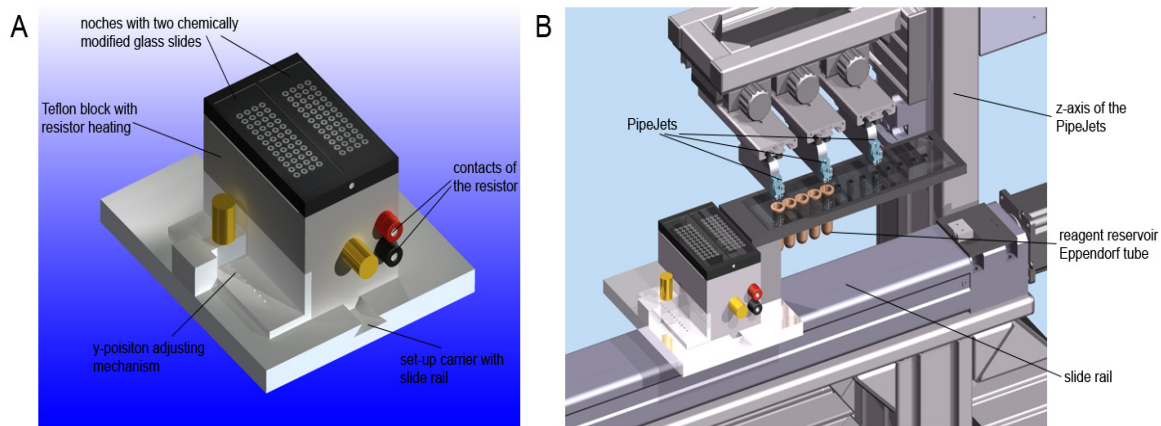 A
noches with two chemically
modified glass slides
Teflon block with
resistor heating
contacts of
the resistor
y-poisiton adjusting
mechanism
set-up carrier with
slide rail
B
PipeJets
z-axis of the
PipeJets
reagent reservoir
Eppendorf tube
slide rail